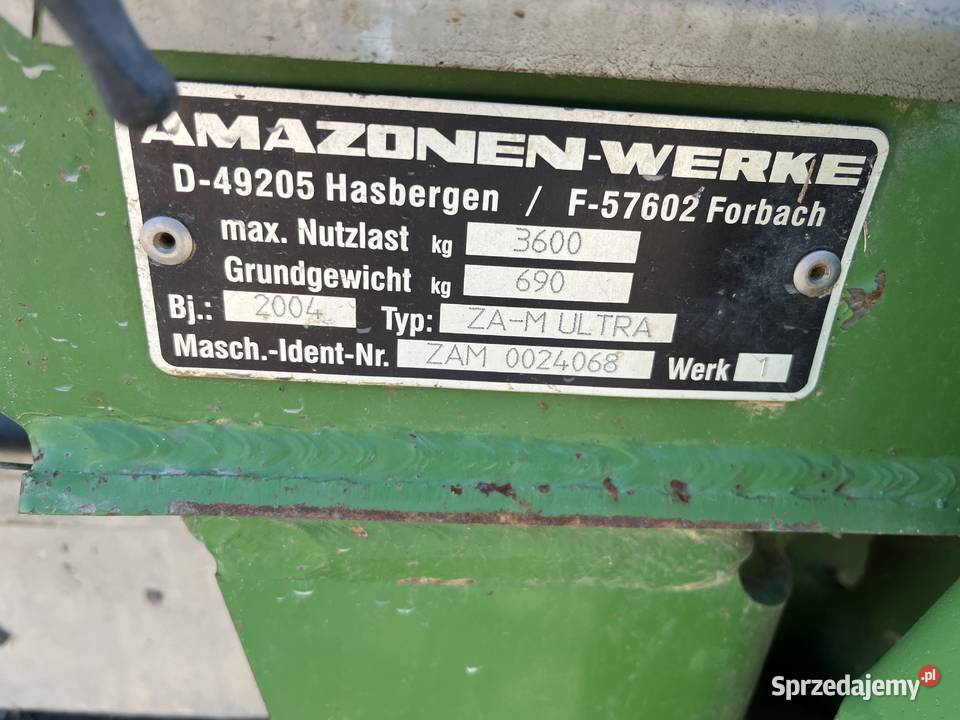 AMAZONEN-WERKE
D-49205 Hasbergen / F-57602 Forbach
max. Nutzlast kg 3600
Grundgewicht kg 690
Bj.: 2004 Typ: ZA-M ULTRA
Masch.-Ident-Nr. ZAM 0024068 Werk 1
Sprzedajemy.pl